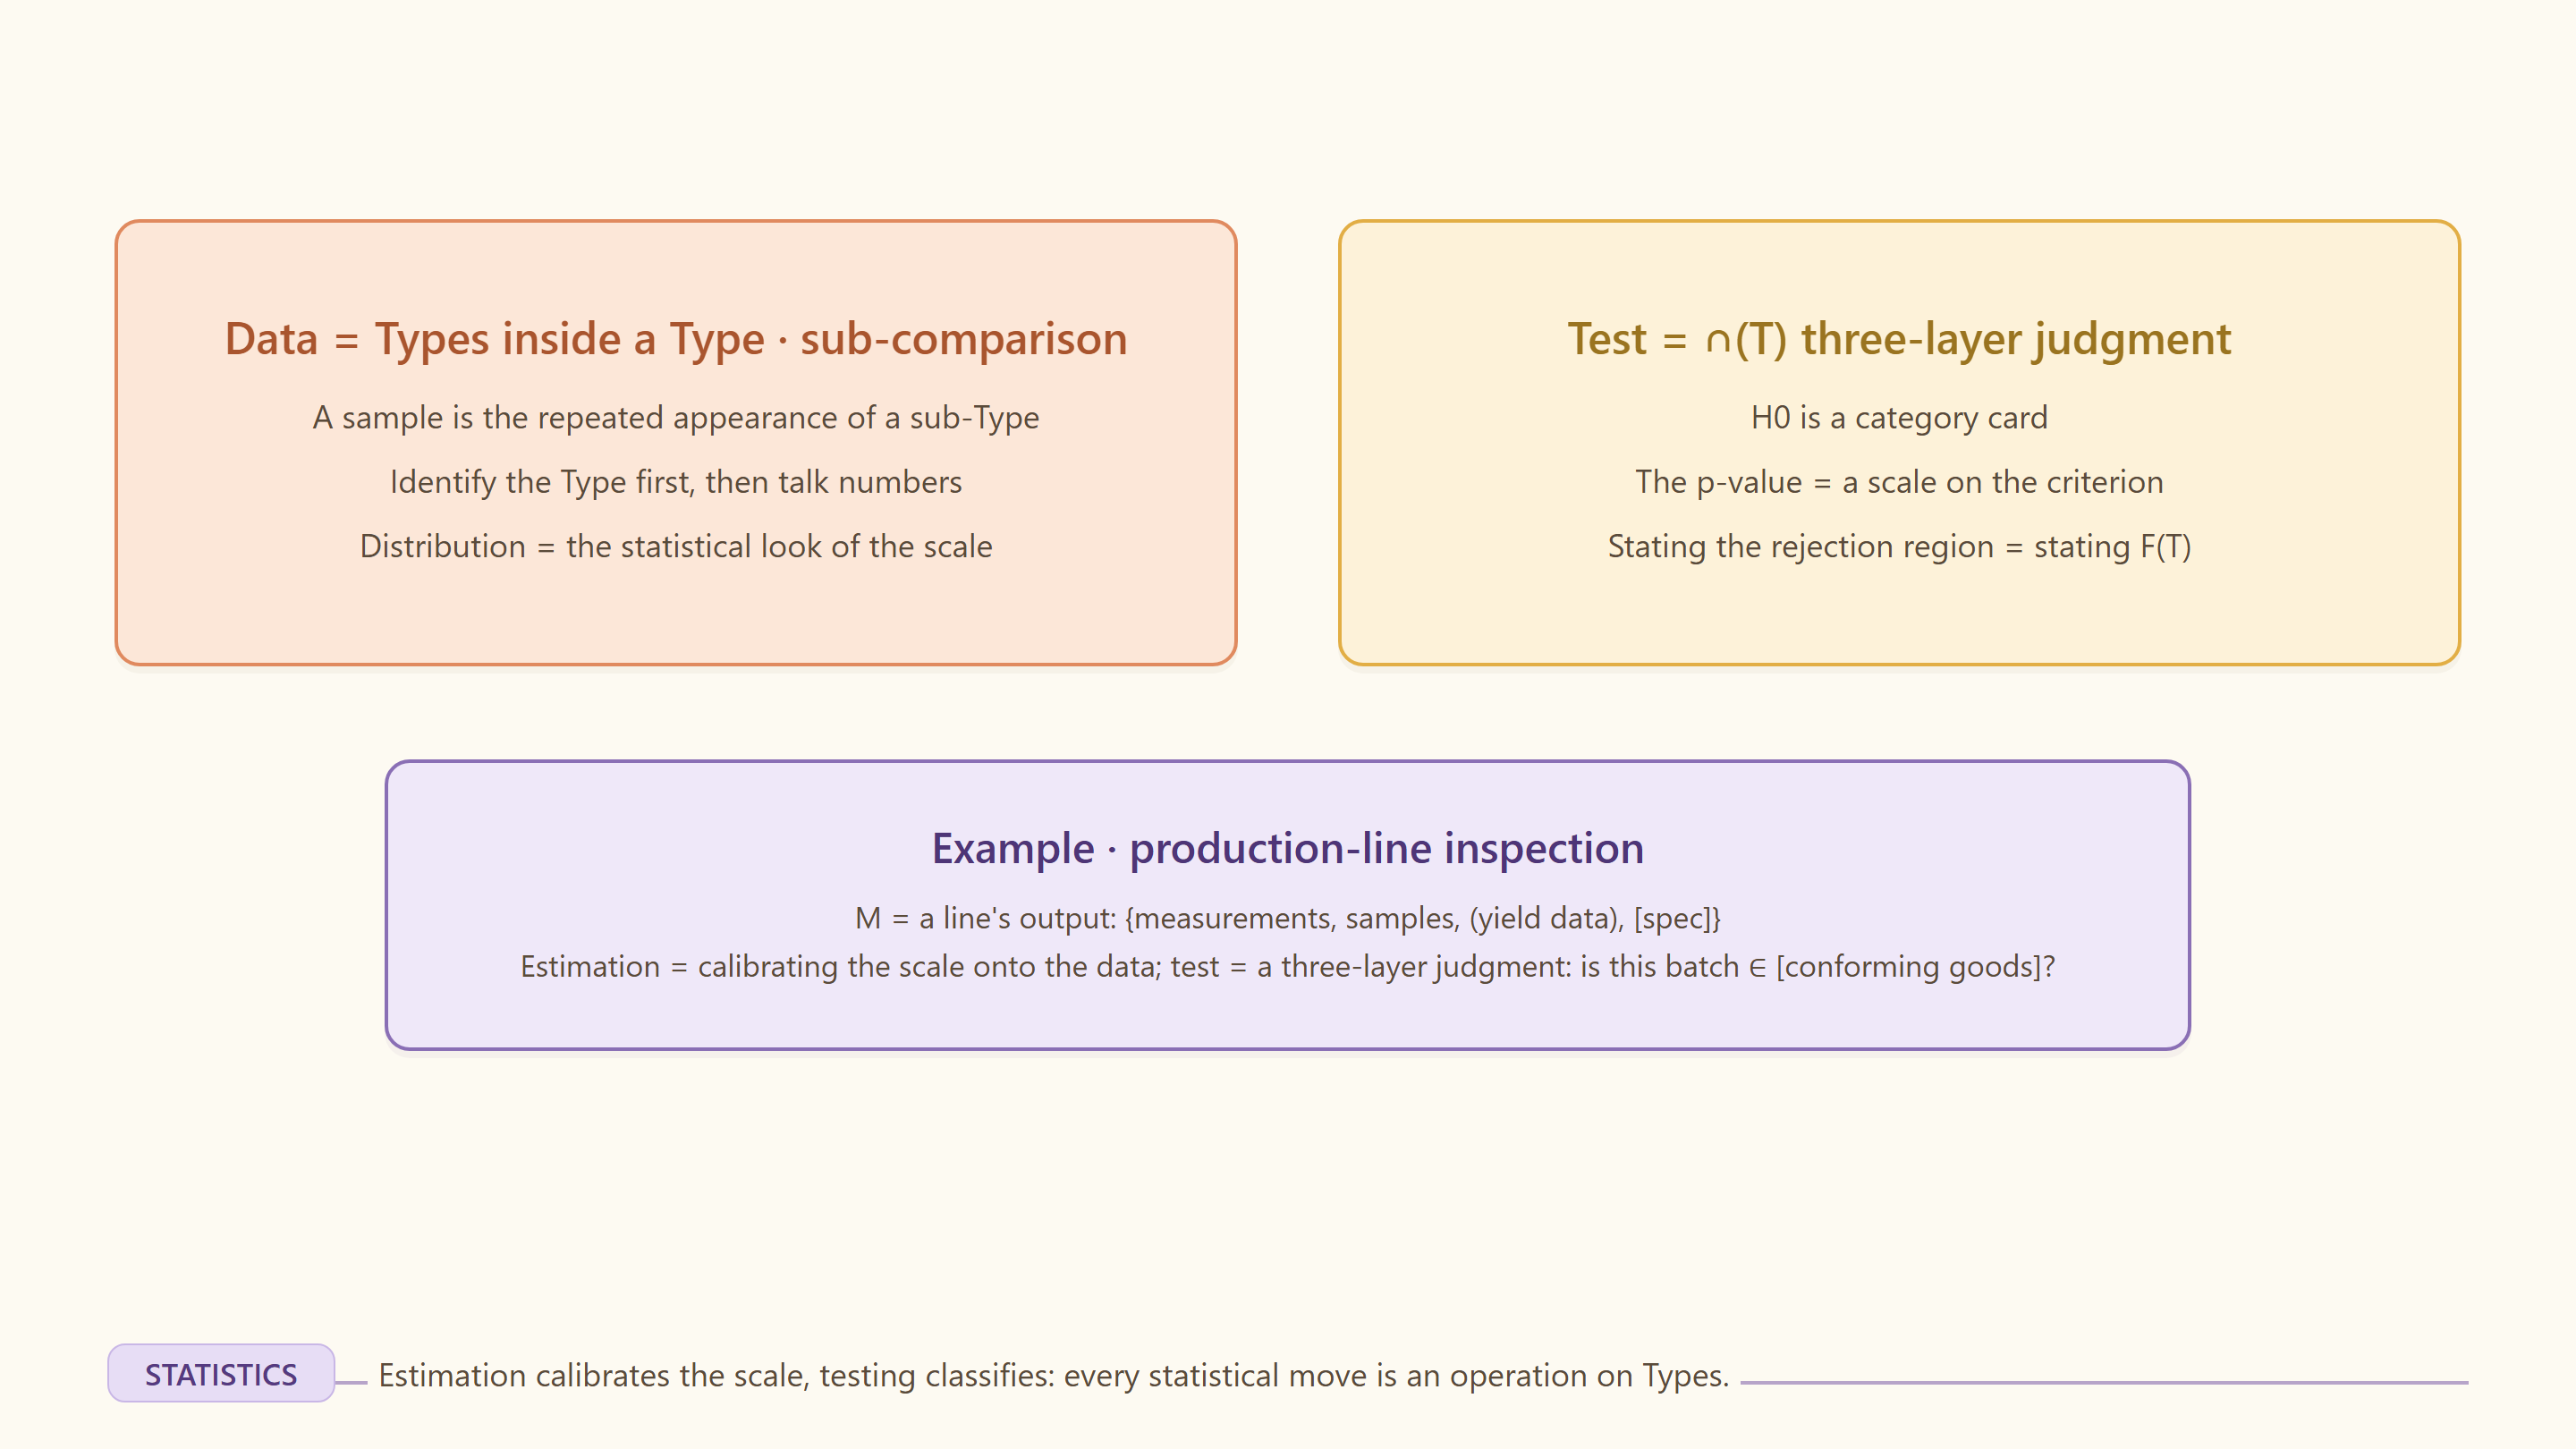 Data = Types inside a Type · sub-comparison
A sample is the repeated appearance of a sub-Type
Identify the Type first, then talk numbers
Distribution = the statistical look of the scale
Test = ∩(T) three-layer judgment
H0 is a category card
The p-value = a scale on the criterion
Stating the rejection region = stating F(T)
Example · production-line inspection
M = a line's output: {measurements, samples, (yield data), [spec]}
Estimation = calibrating the scale onto the data; test = a three-layer judgment: is this batch ∈ [conforming goods]?
STATISTICS
Estimation calibrates the scale, testing classifies: every statistical move is an operation on Types.